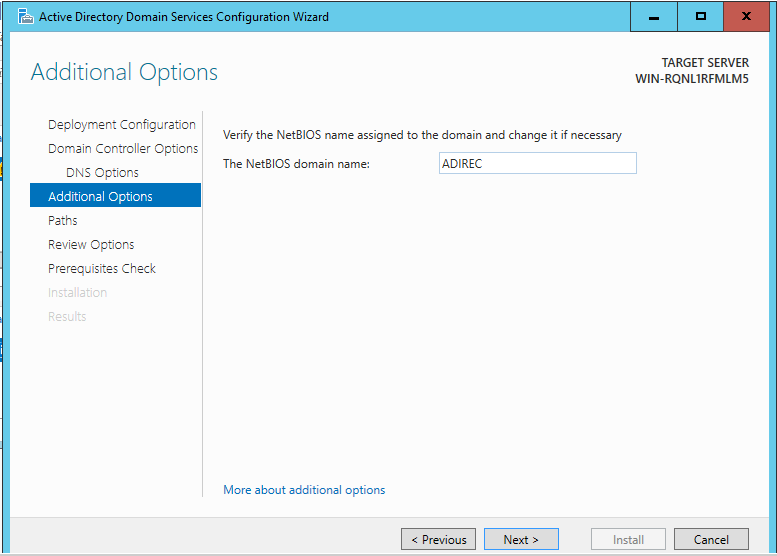 Active Directory Domain Services Configuration Wizard
Additional Options
TARGET SERVER
WIN-RQNL1RFMLM5
Deployment Configuration
Domain Controller Options
DNS Options
Additional Options
Paths
Review Options
Prerequisites Check
Installation
Results
Verify the NetBIOS name assigned to the domain and change it if necessary
The NetBIOS domain name: ADIREC
More about additional options
< Previous Next > Install Cancel